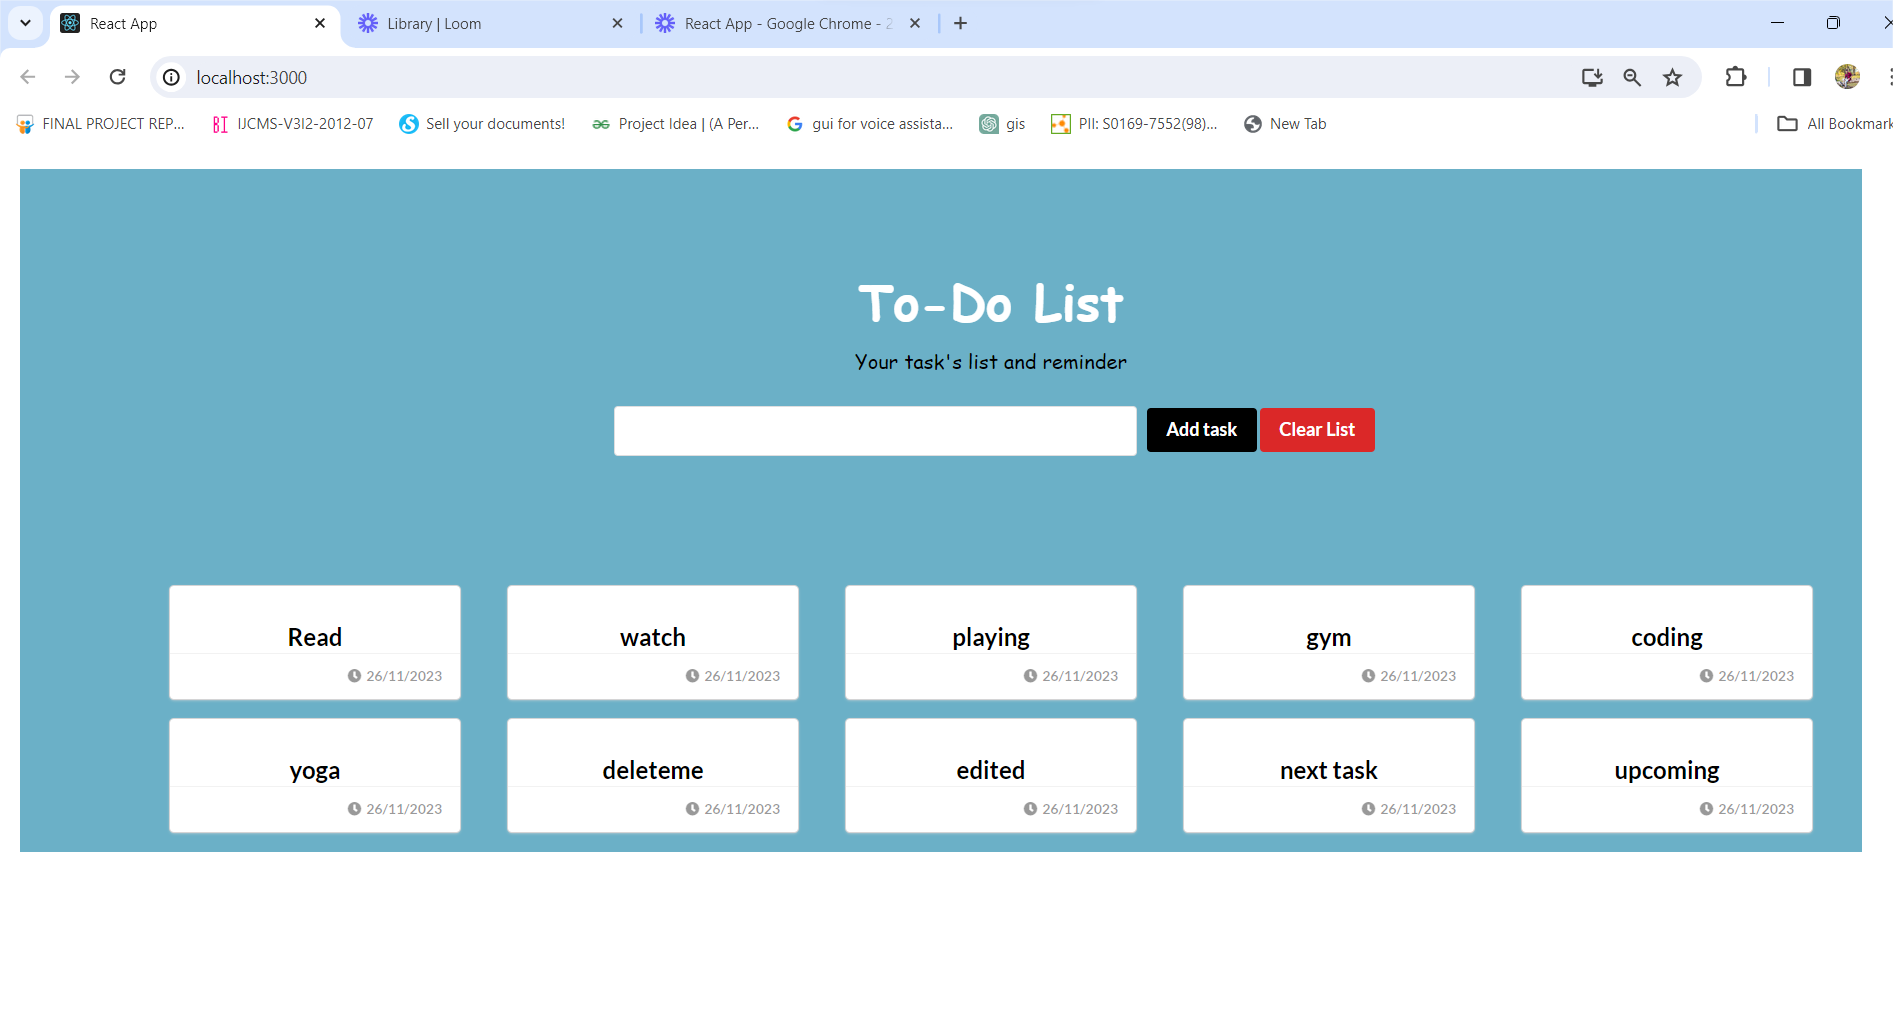 React App
Library | Loom
React App - Google Chrome - 2
localhost:3000
FINAL PROJECT REP...
BI IJCMS-V3I2-2012-07
Sell your documents!
Project Idea | (A Per...
gui for voice assista...
gis
PII: S0169-7552(98)...
New Tab
All Bookmark
To-Do List
Your task's list and reminder
Add task
Clear List
Read
watch
playing
gym
coding
26/11/2023
26/11/2023
26/11/2023
26/11/2023
26/11/2023
yoga
deleteme
edited
next task
upcoming
26/11/2023
26/11/2023
26/11/2023
26/11/2023
26/11/2023